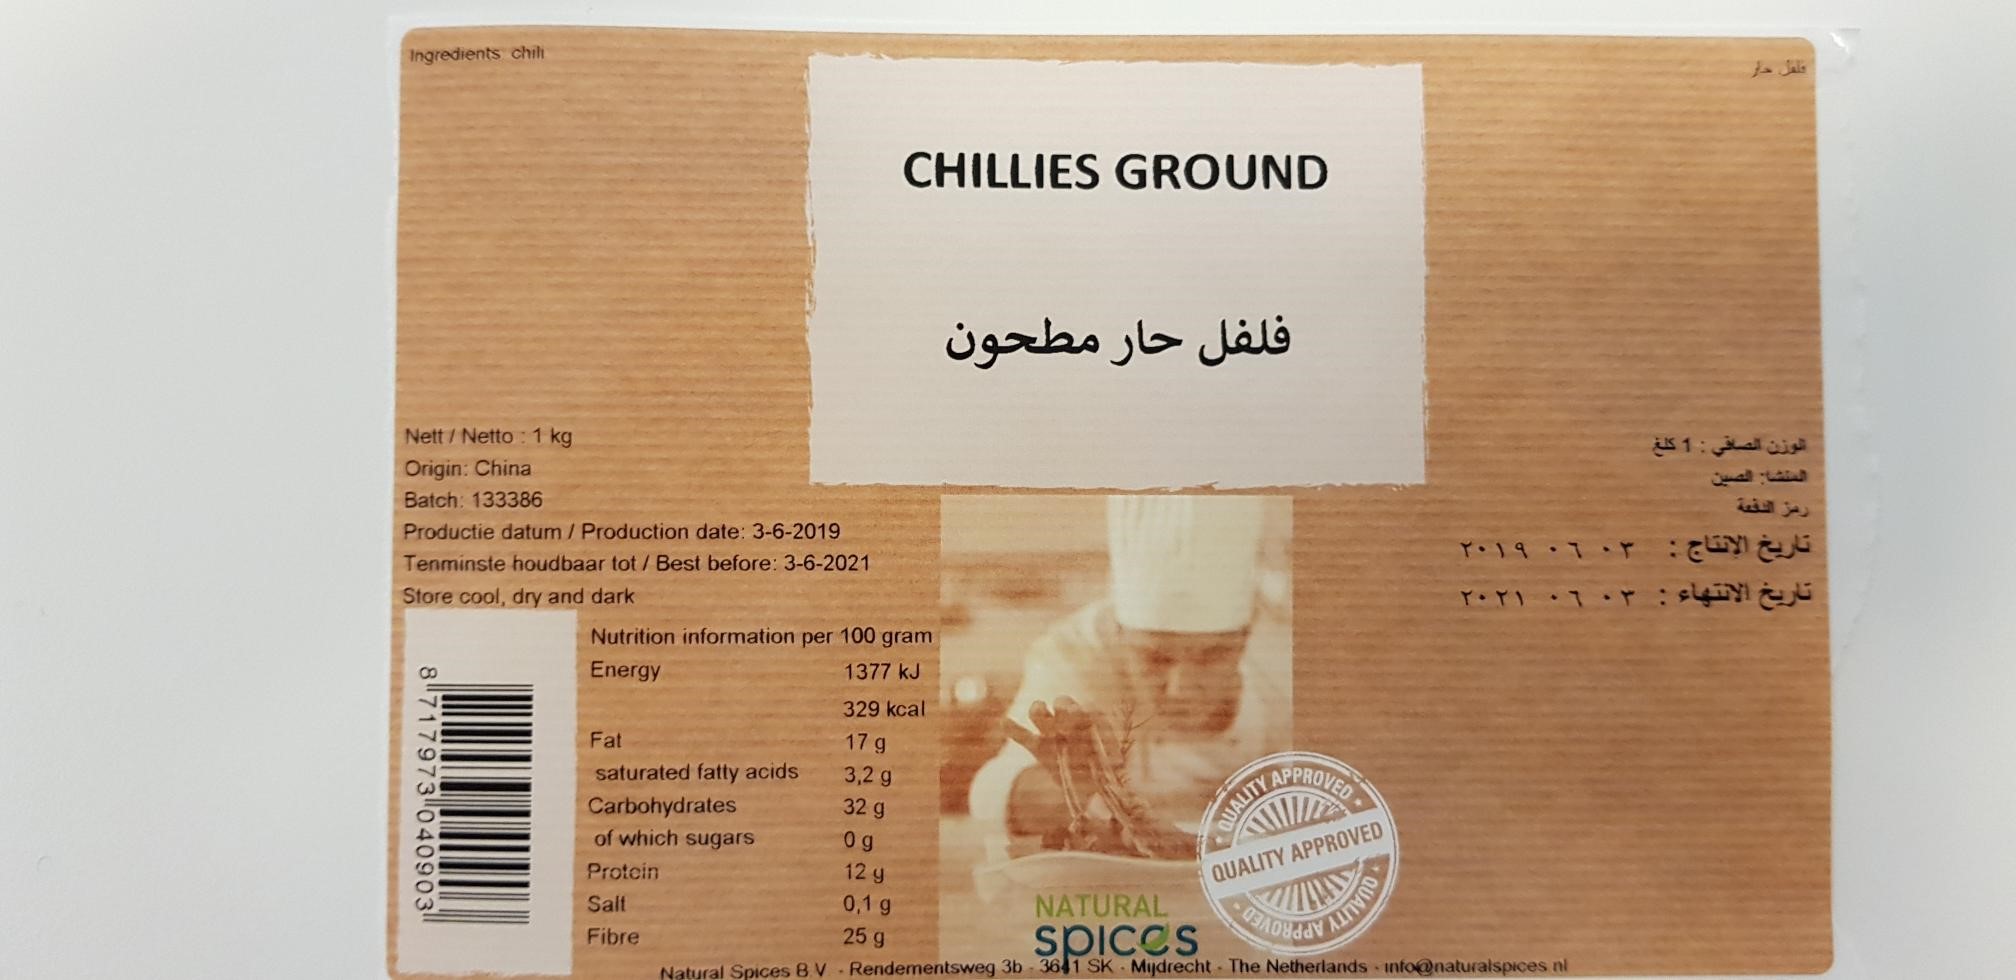 Ingredients chili
فلفل حار
CHILLIES GROUND
فلفل حار مطحون
Nett / Netto : 1 kg
Origin: China
Batch: 133386
Productie datum / Production date: 3-6-2019
Tenminste houdbaar tot / Best before: 3-6-2021
Store cool, dry and dark
الوزن الصافي : 1 كلغ
المنشا: الصين
رمز الدفعة
تاريخ الانتاج : ٠٣ ٠٦ ٢٠١٩
تاريخ الانتهاء : ٠٣ ٠٦ ٢٠٢١
8 717973 040903
Nutrition information per 100 gram
Energy 1377 kJ
329 kcal
Fat 17 g
saturated fatty acids 3,2 g
Carbohydrates 32 g
of which sugars 0 g
Protein 12 g
Salt 0,1 g
Fibre 25 g
QUALITY APPROVED
QUALITY APPROVED
QUALITY APPROVED
QUALITY APPROVED
NATURAL
spices
Natural Spices B.V. - Rendementsweg 3b - 3641 SK - Mijdrecht - The Netherlands - info@naturalspices.nl